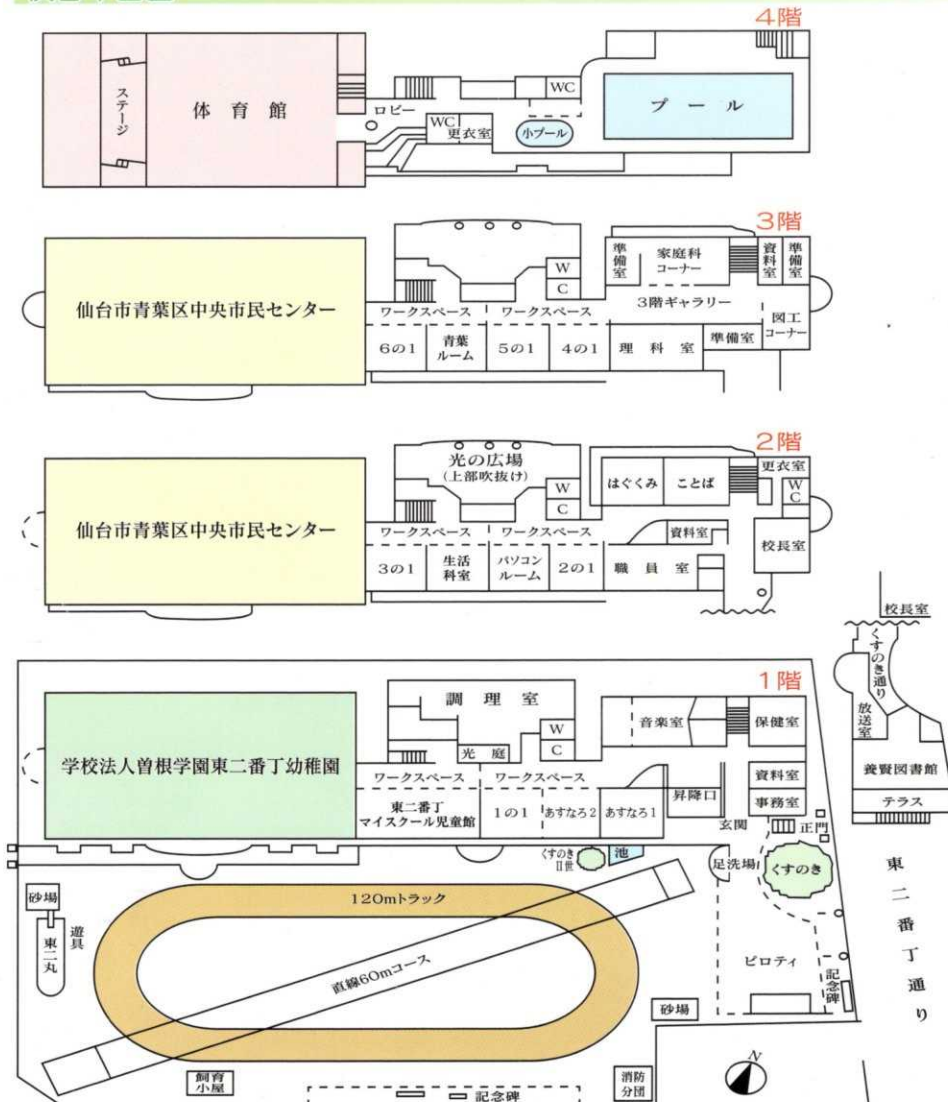 4階
ステージ
体育館
ロビー
WC
更衣室
WC
小プール
プール
3階
仙台市青葉区中央市民センター
W
C
準備室
家庭科
コーナー
資料室
準備室
ワークスペース
ワークスペース
3階ギャラリー
6の1
青葉
ルーム
5の1
4の1
理科室
準備室
図工
コーナー
2階
仙台市青葉区中央市民センター
光の広場
(上部吹抜け)
W
C
はぐくみ
ことば
更衣室
W
C
ワークスペース
ワークスペース
資料室
校長室
3の1
生活
科室
パソコン
ルーム
2の1
職員室
校長室
くすのき通り
放送室
養賢図書館
テラス
1階
学校法人曽根学園東二番丁幼稚園
調理室
光庭
W
C
音楽室
保健室
ワークスペース
ワークスペース
資料室
東二番丁
マイスクール児童館
1の1
あすなろ2
あすなろ1
昇降口
事務室
玄関
正門
くすのき
II世
池
足洗場
くすのき
砂場
遊具
東二丸
120mトラック
直線60mコース
ピロティ
記念碑
砂場
東二番丁通り
飼育
小屋
記念碑
消防
分団
N